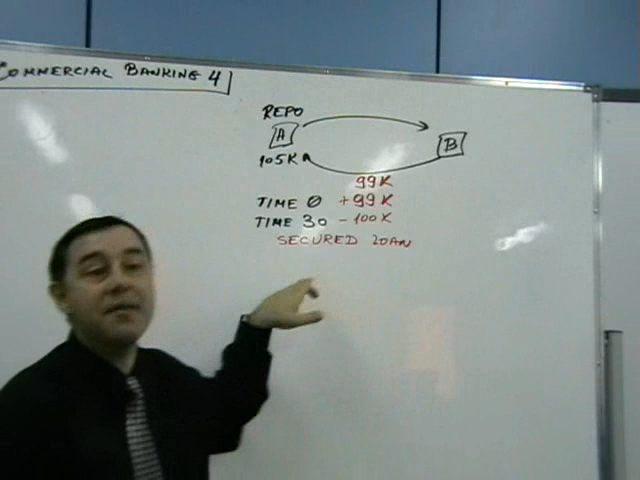 COMMERCIAL BANKING 4
REPO
A
B
105K
99K
TIME 0 +99K
TIME 30 -100K
SECURED LOAN